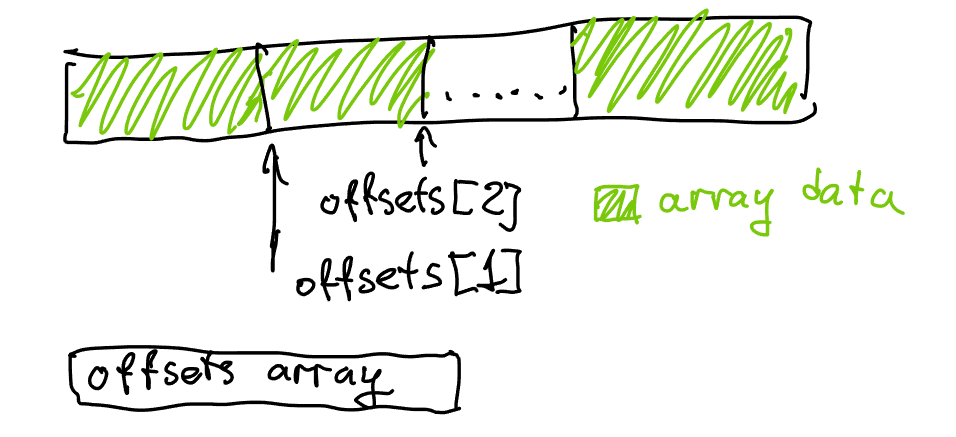 .......
offsets[2]
array data
offsets[1]
offsets array